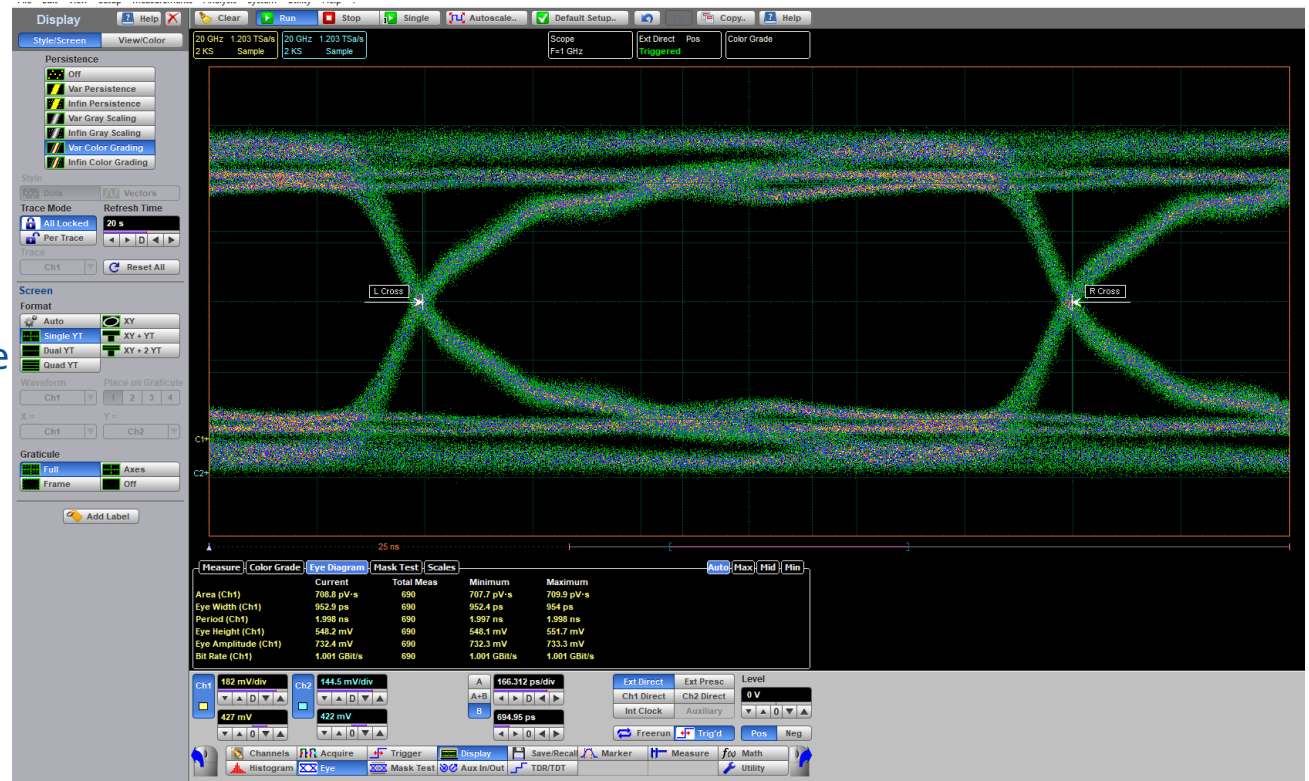 Display Help
Clear Run Stop Single Autoscale.. Default Setup.. Copy.. Help
Style/Screen View/Color
20 GHz 1.203 TSa/s
2 KS Sample
20 GHz 1.203 TSa/s
2 KS Sample
Scope
F=1 GHz
Ext Direct Pos
Triggered
Color Grade
Persistence
Off
Var Persistence
Infin Persistence
Var Gray Scaling
Infin Gray Scaling
Var Color Grading
Infin Color Grading
Style
Dots Vectors
Trace Mode Refresh Time
All Locked 20 s
Per Trace D
Trace
Ch1 Reset All
Screen
Format
Auto XY
Single YT XY + YT
Dual YT XY + 2 YT
Quad YT
e
Waveform Place on Graticule
Ch1 1 2 3 4
X = Y =
Ch1 Ch2
Graticule
Full Axes
Frame Off
Add Label
L Cross R Cross
C1
C2
25 ns
Measure Color Grade Eye Diagram Mask Test Scales Auto Max Mid Min
Current Total Meas Minimum Maximum
Area (Ch1) 708.8 pV·s 690 707.7 pV·s 709.9 pV·s
Eye Width (Ch1) 952.9 ps 690 952.4 ps 954 ps
Period (Ch1) 1.998 ns 690 1.997 ns 1.998 ns
Eye Height (Ch1) 548.2 mV 690 548.1 mV 551.7 mV
Eye Amplitude (Ch1) 732.4 mV 690 732.3 mV 733.3 mV
Bit Rate (Ch1) 1.001 GBit/s 690 1.001 GBit/s 1.001 GBit/s
Ch1 182 mV/div Ch2 144.5 mV/div A 166.312 ps/div Ext Direct Ext Presc Level
D D A+B D Ch1 Direct Ch2 Direct 0 V
427 mV 422 mV B 694.95 ps Int Clock Auxiliary 0
0 0 0 Freerun Trig'd Pos Neg
Channels Acquire Trigger Display Save/Recall Marker Measure f(x) Math
Histogram Eye Mask Test Aux In/Out TDR/TDT Utility